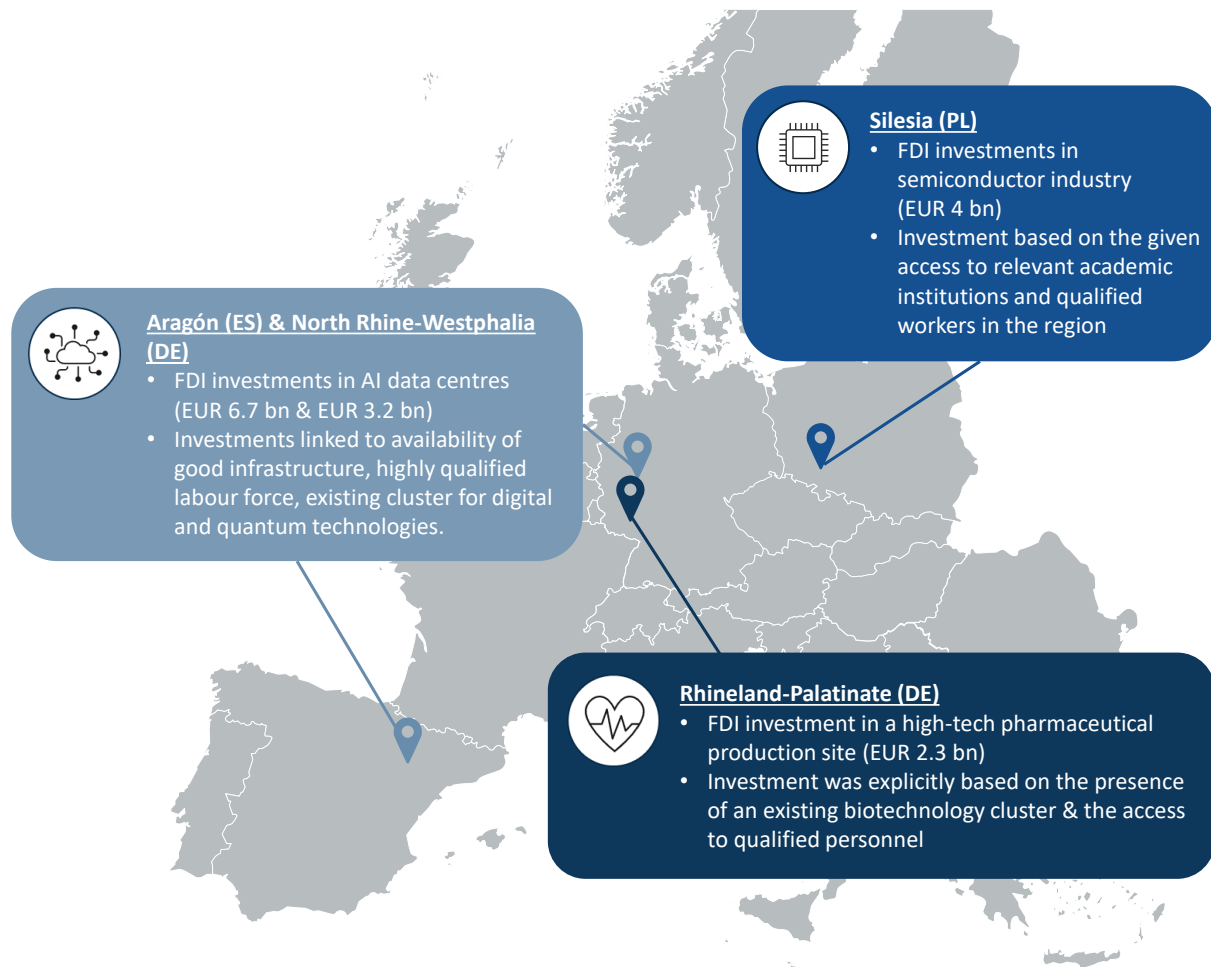 Silesia (PL)
• FDI investments in
semiconductor industry
(EUR 4 bn)
• Investment based on the given
access to relevant academic
institutions and qualified
workers in the region
Aragón (ES) & North Rhine-Westphalia
(DE)
• FDI investments in AI data centres
(EUR 6.7 bn & EUR 3.2 bn)
• Investments linked to availability of
good infrastructure, highly qualified
labour force, existing cluster for digital
and quantum technologies.
Rhineland-Palatinate (DE)
• FDI investment in a high-tech pharmaceutical
production site (EUR 2.3 bn)
• Investment was explicitly based on the presence
of an existing biotechnology cluster & the access
to qualified personnel